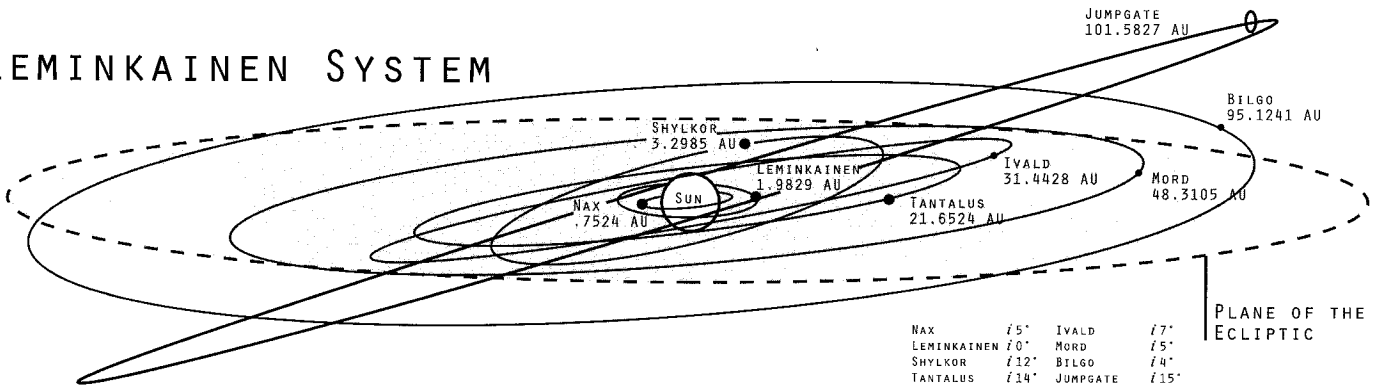 LEMINKAINEN SYSTEM
JUMPGATE
101.5827 AU
BILGO
95.1241 AU
SHYLKOR
3.2985 AU
LEMINKAINEN
1.9829 AU
IVALD
31.4428 AU
MORD
48.3105 AU
SUN
NAX
.7524 AU
TANTALUS
21.6524 AU
PLANE OF THE
ECLIPTIC
NAX i5° IVALD i7°
LEMINKAINEN i0° MORD i5°
SHYLKOR i12° BILGO i4°
TANTALUS i14° JUMPGATE i15°